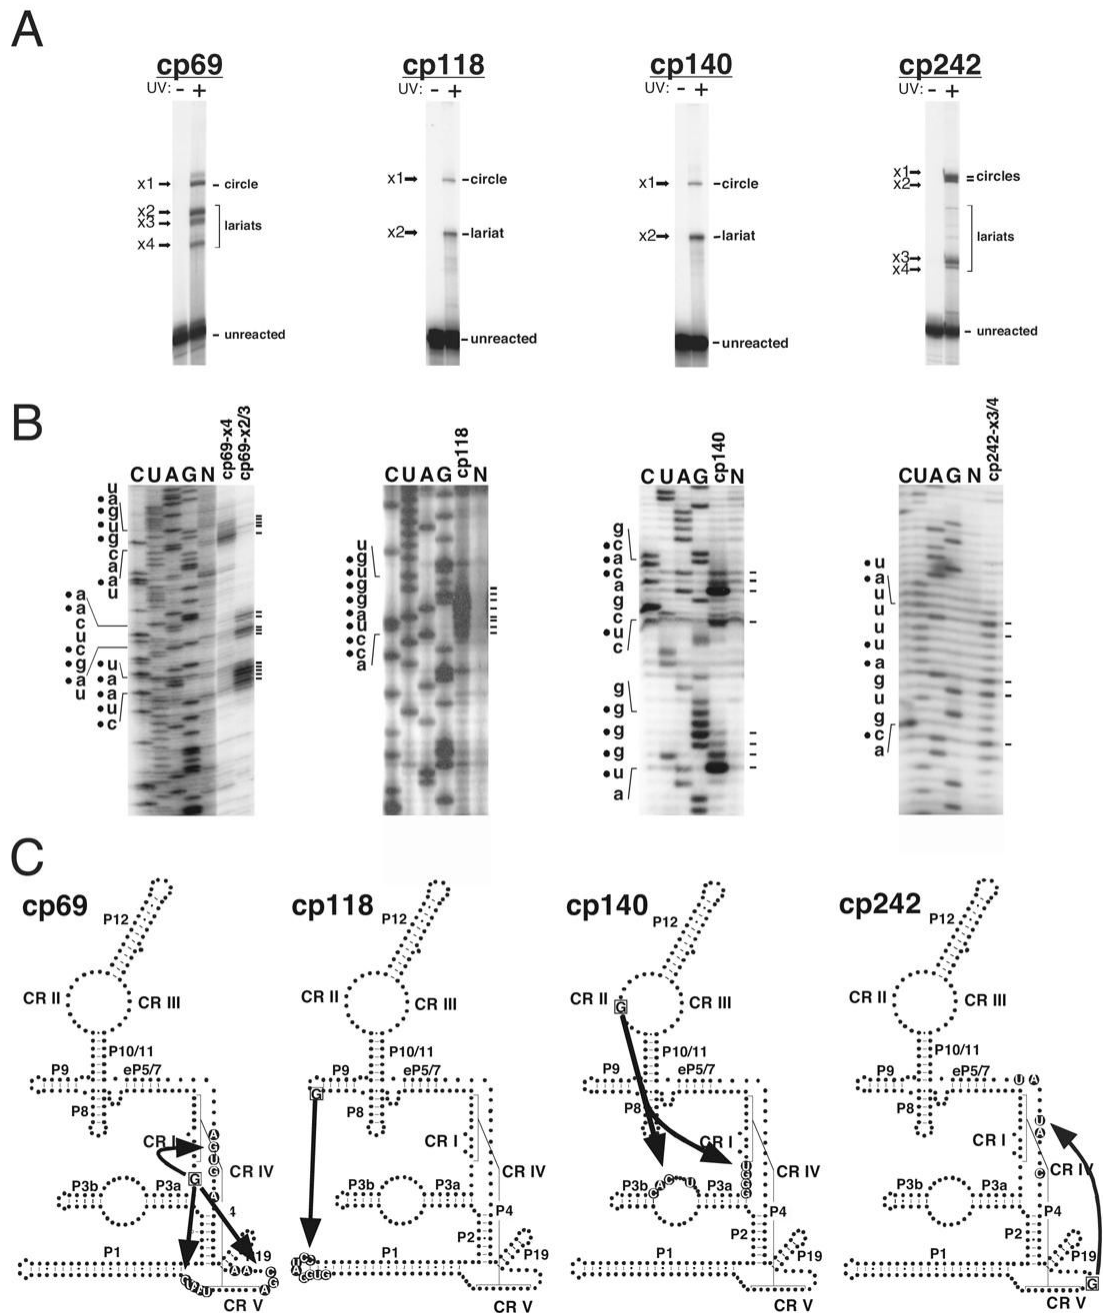 A
cp69 cp118 cp140 cp242
UV: - + UV: - + UV: - + UV: - +
x1 circle x1 circle x1 circle x1 x2 circles
x2 x3 x4 lariats x2 lariat x2 lariat x3 x4 lariats
unreacted unreacted unreacted unreacted
B
C U A G N cp69-x4 cp69-x2/3
u a g u g c a a u
a a c u c g a u
u a a u c
C U A G cp118 N
u g u g g a u c c a
C U A G cp140 N
g c a c a g c u c
g g g g u a
C U A G N cp242-x3/4
u a u u u a g u g c a
C
cp69 cp118 cp140 cp242
P12 P12 P12 P12
CR II CR III CR II CR III CR II CR III CR II CR III
P10/11 P10/11 P10/11 P10/11
P9 eP5/7 P9 eP5/7 P9 eP5/7 P9 eP5/7
U A
G
P8 P8 P8 P8
CR I CR I CR I CR I
CR IV CR IV CR IV CR IV
A G U G A
G
G
C A C U
U G G G
U A C
P3b P3a P3b P3a P3b P3a P3b P3a
4 P4 P4 P4
P2 P2 P2
P1 P19 P1 P19 P1 P19 P1 P19
A A C G A
G U G
G
CR V CR V CR V CR V